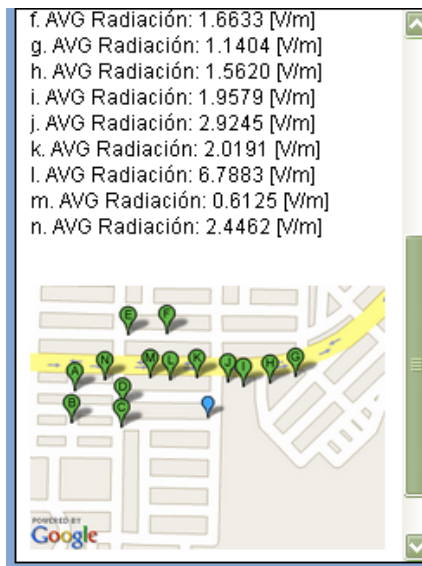 f. AVG Radiación: 1.6633 [V/m]
g. AVG Radiación: 1.1404 [V/m]
h. AVG Radiación: 1.5620 [V/m]
i. AVG Radiación: 1.9579 [V/m]
j. AVG Radiación: 2.9245 [V/m]
k. AVG Radiación: 2.0191 [V/m]
l. AVG Radiación: 6.7883 [V/m]
m. AVG Radiación: 0.6125 [V/m]
n. AVG Radiación: 2.4462 [V/m]
E F
A N M L K J I H G
B D
C
POWERED BY
Google